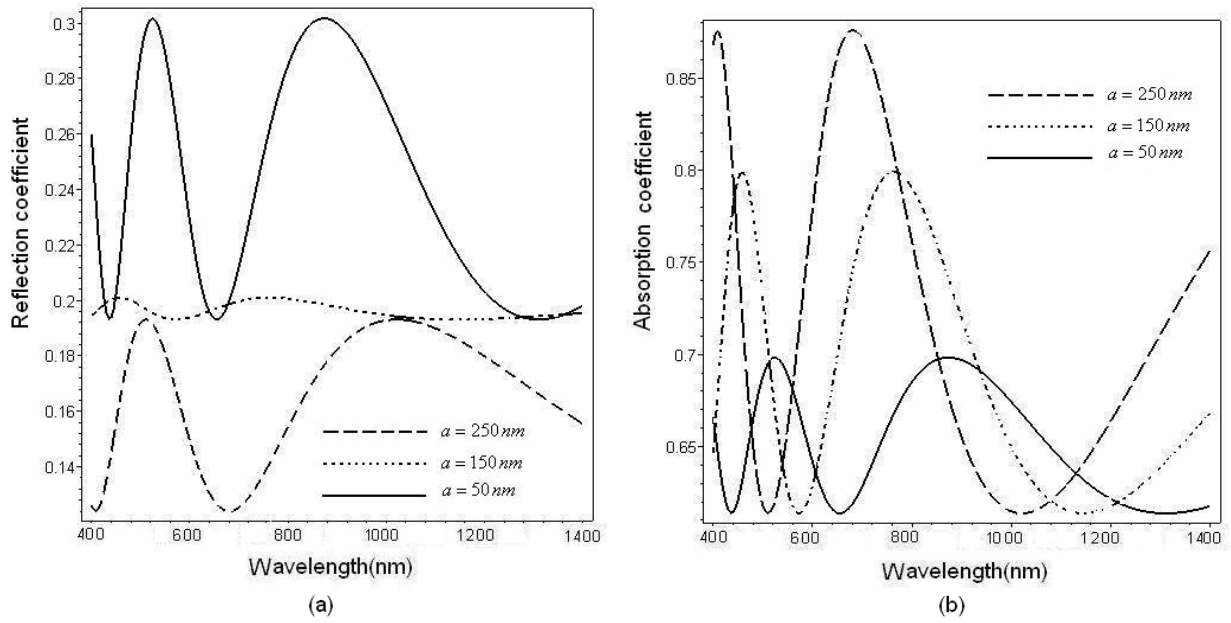 0.3
0.28
0.26
0.24
0.22
0.2
0.18
0.16
0.14
Reflection coefficient
a = 250 nm
a = 150 nm
a = 50 nm
400 600 800 1000 1200 1400
Wavelength(nm)
(a)
0.85
0.8
0.75
0.7
0.65
Absorption coefficient
a = 250 nm
a = 150 nm
a = 50 nm
400 600 800 1000 1200 1400
Wavelength(nm)
(b)